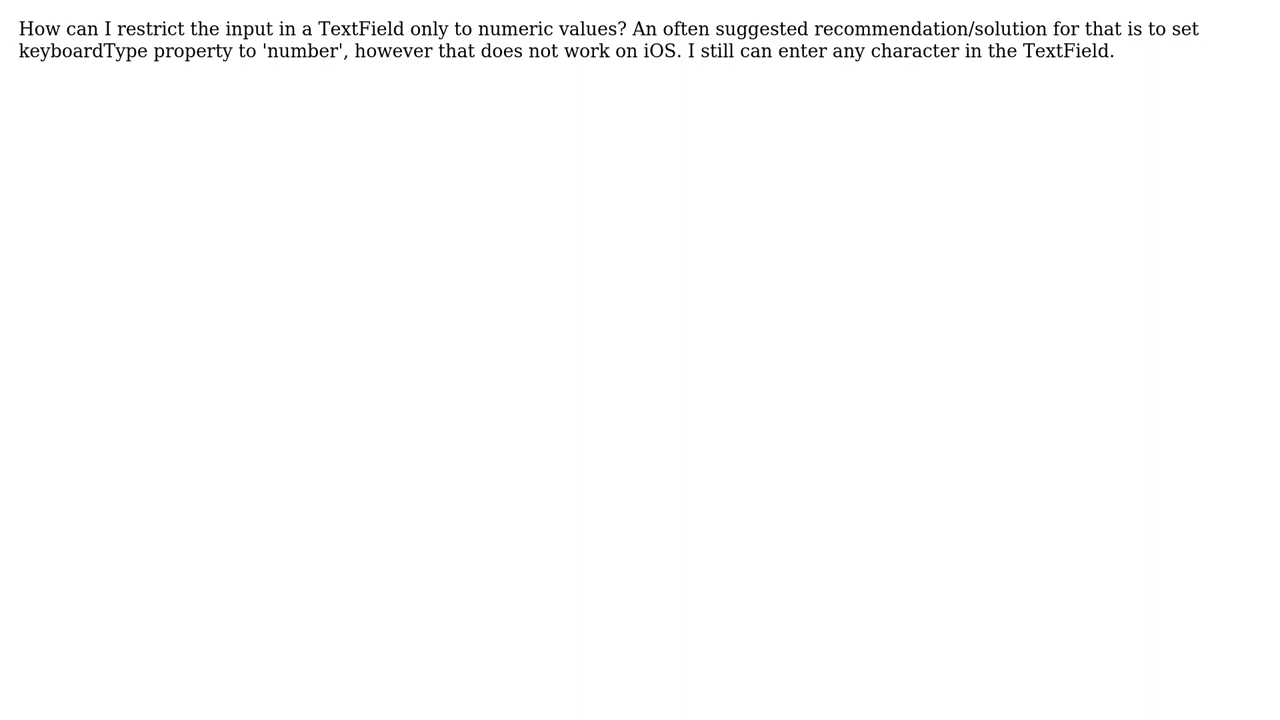 How can I restrict the input in a TextField only to numeric values? An often suggested recommendation/solution for that is to set
keyboardType property to 'number', however that does not work on iOS. I still can enter any character in the TextField.